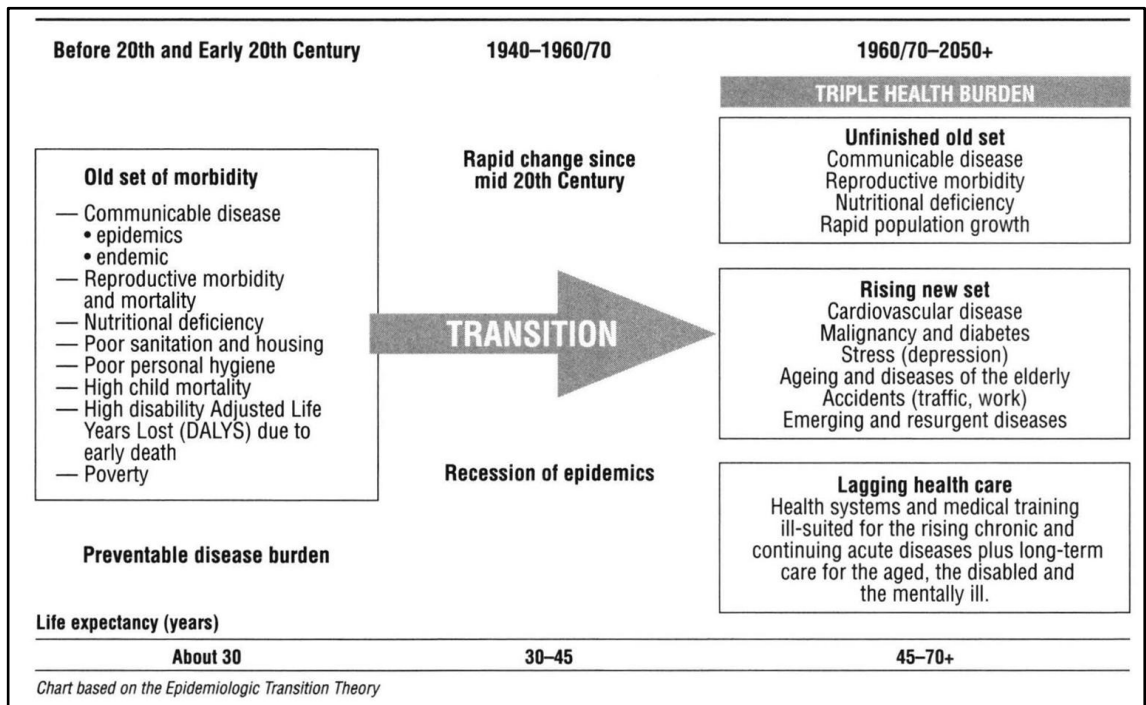 Before 20th and Early 20th Century
1940–1960/70
1960/70–2050+
TRIPLE HEALTH BURDEN
Old set of morbidity
— Communicable disease
• epidemics
• endemic
— Reproductive morbidity
and mortality
— Nutritional deficiency
— Poor sanitation and housing
— Poor personal hygiene
— High child mortality
— High disability Adjusted Life
Years Lost (DALYS) due to
early death
— Poverty
Preventable disease burden
Rapid change since
mid 20th Century
TRANSITION
Recession of epidemics
Unfinished old set
Communicable disease
Reproductive morbidity
Nutritional deficiency
Rapid population growth
Rising new set
Cardiovascular disease
Malignancy and diabetes
Stress (depression)
Ageing and diseases of the elderly
Accidents (traffic, work)
Emerging and resurgent diseases
Lagging health care
Health systems and medical training
ill-suited for the rising chronic and
continuing acute diseases plus long-term
care for the aged, the disabled and
the mentally ill.
Life expectancy (years)
About 30
30–45
45–70+
Chart based on the Epidemiologic Transition Theory